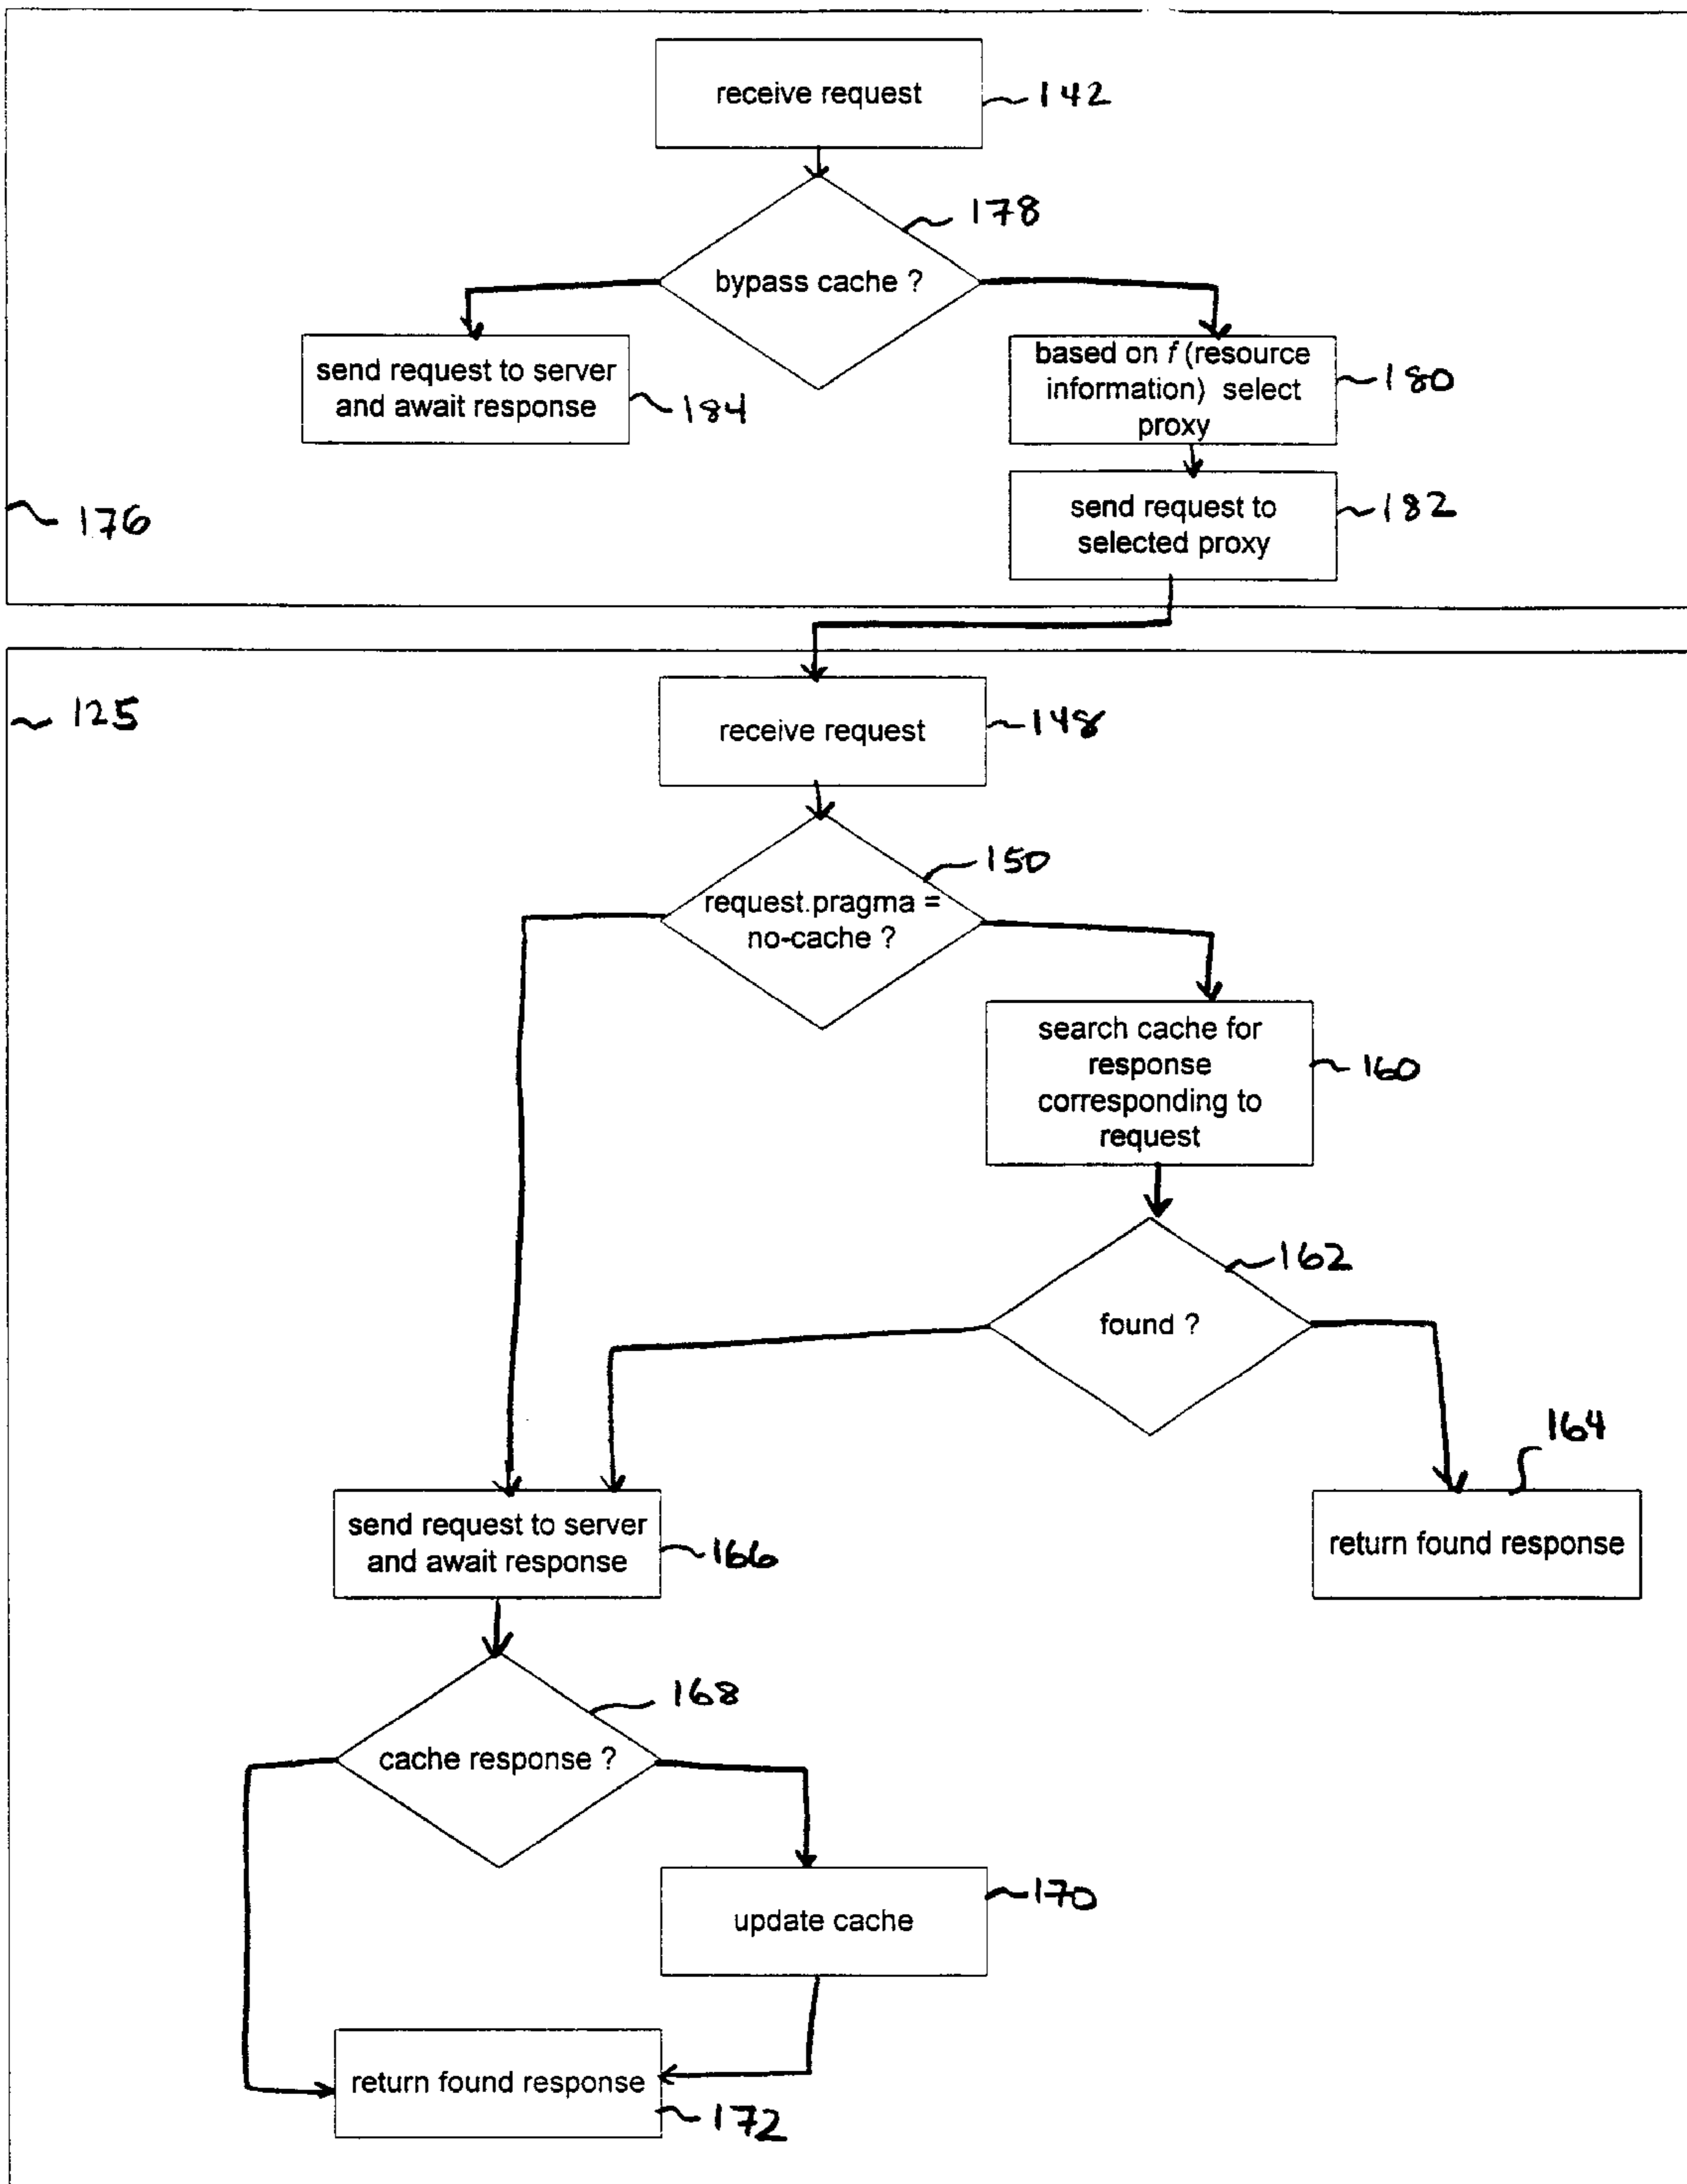 receive request
142
178
bypass cache ?
send request to server
and await response
184
based on f (resource
information) select
proxy
180
send request to
selected proxy
182
176
125
receive request
148
150
request.pragma =
no-cache ?
search cache for
response
corresponding to
request
160
162
found ?
164
send request to server
and await response
166
return found response
168
cache response ?
170
update cache
return found response
172